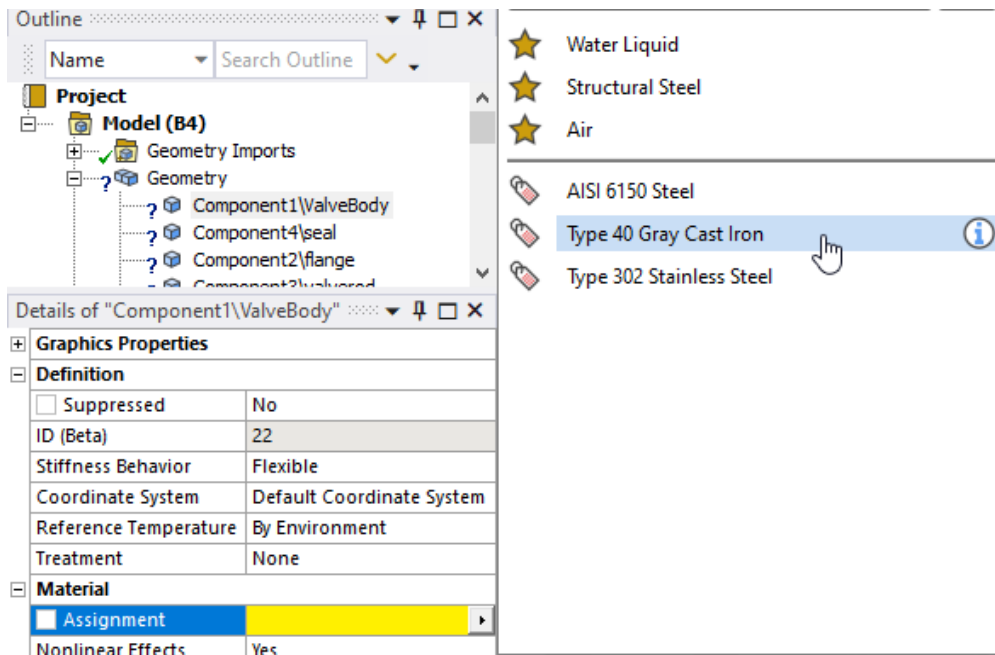 Outline
Name
Search Outline
Project
Model (B4)
Geometry Imports
Geometry
Component1\ValveBody
Component4\seal
Component2\flange
Component3\valverod
Details of "Component1\ValveBody"
Graphics Properties
Definition
Suppressed No
ID (Beta) 22
Stiffness Behavior Flexible
Coordinate System Default Coordinate System
Reference Temperature By Environment
Treatment None
Material
Assignment
Nonlinear Effects Yes
Water Liquid
Structural Steel
Air
AISI 6150 Steel
Type 40 Gray Cast Iron
Type 302 Stainless Steel